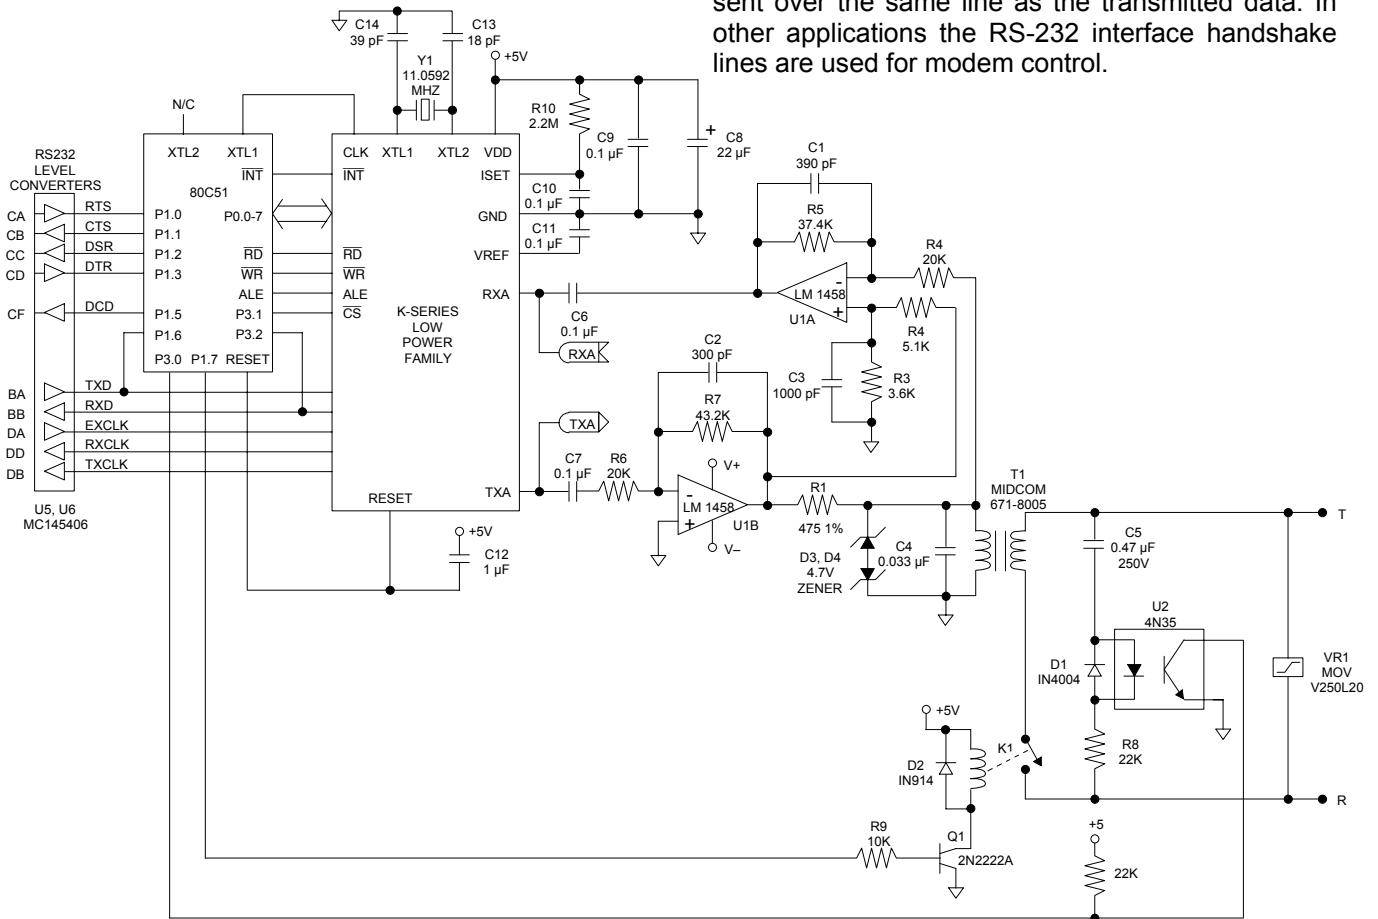 sent over the same line as the transmitted data. In
other applications the RS-232 interface handshake
lines are used for modem control.
C14
39 pF
C13
18 pF
Y1
11.0592
MHZ
+5V
R10
2.2M
C9
0.1 µF
+
C8
22 µF
N/C
RS232
LEVEL
CONVERTERS
XTL2
XTL1
INT
80C51
P0.0-7
CLK
XTL1
XTL2
VDD
INT
ISET
C10
0.1 µF
GND
C11
0.1 µF
VREF
CA
RTS
P1.0
CB
CTS
P1.1
CC
DSR
P1.2
RD
RD
CD
DTR
P1.3
WR
WR
ALE
ALE
RXA
CF
DCD
P1.5
P3.1
CS
P1.6
P3.2
P3.0
P1.7
RESET
K-SERIES
LOW
POWER
FAMILY
C6
0.1 µF
RXA
C1
390 pF
R5
37.4K
R4
20K
-
LM 1458
+
U1A
R4
5.1K
C3
1000 pF
R3
3.6K
C2
300 pF
R7
43.2K
BA
TXD
BB
RXD
DA
EXCLK
DD
RXCLK
DB
TXCLK
U5, U6
MC145406
TXA
C7
0.1 µF
R6
20K
TXA
RESET
V+
-
LM 1458
+
U1B
V–
R1
475 1%
T1
MIDCOM
671-8005
T
+5V
C12
1 µF
D3, D4
4.7V
ZENER
C4
0.033 µF
C5
0.47 µF
250V
U2
4N35
D1
IN4004
VR1
MOV
V250L20
+5V
D2
IN914
K1
R8
22K
R
R9
10K
Q1
2N2222A
+5
22K